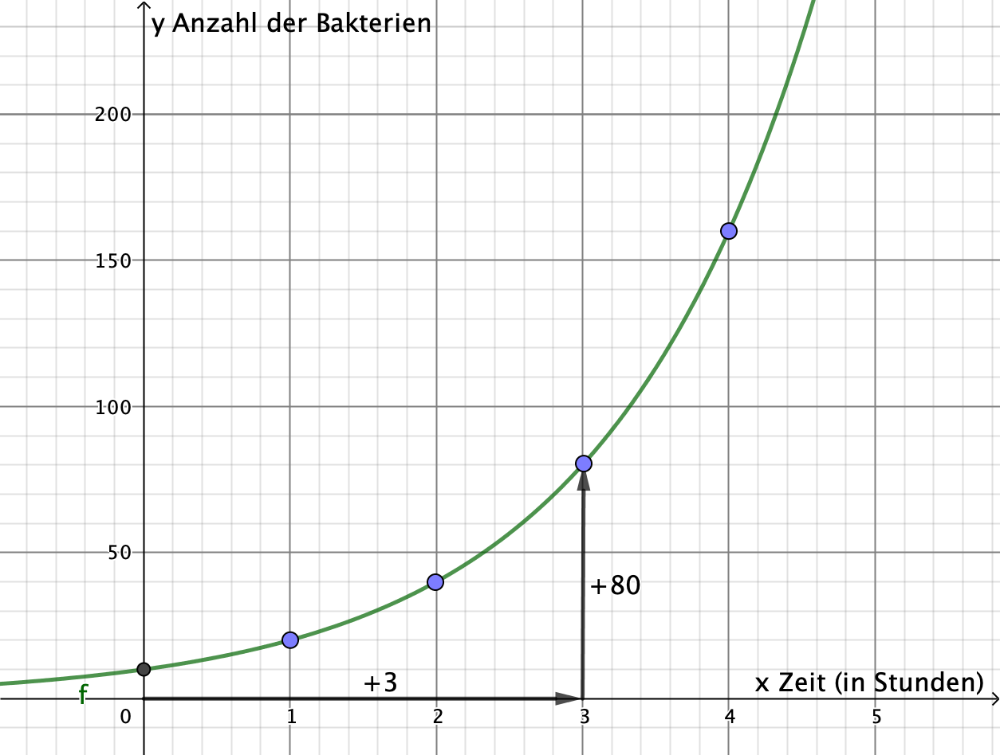 y Anzahl der Bakterien
200
150
100
50
+80
+3
x Zeit (in Stunden)
f
0 1 2 3 4 5